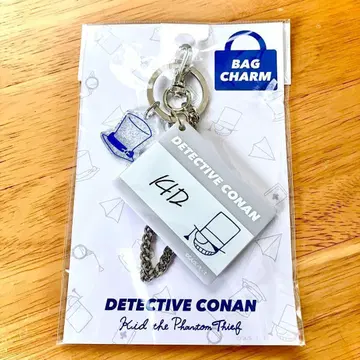 BAG
CHARM
DETECTIVE CONAN
KID
DETECTIVE CONAN
Kid the Phantom Thief